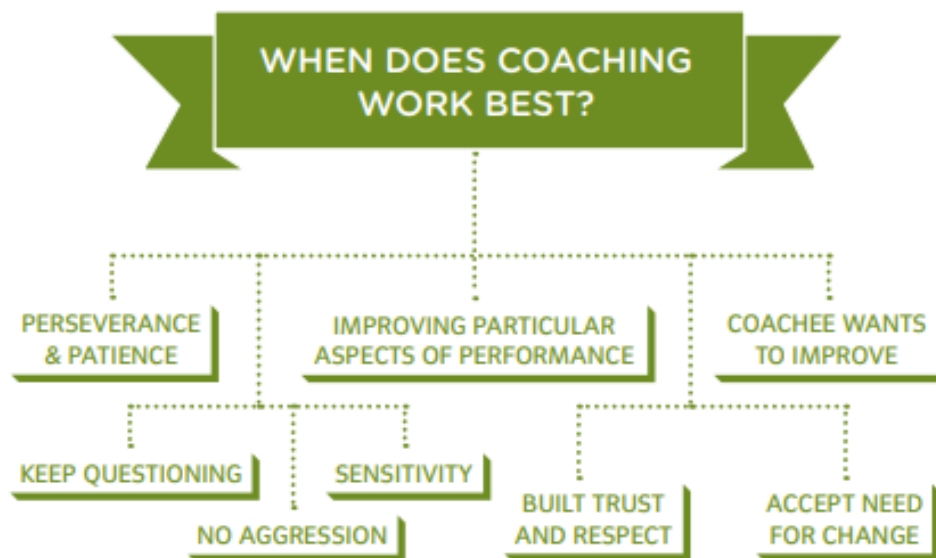 WHEN DOES COACHING
WORK BEST?
PERSEVERANCE
& PATIENCE
IMPROVING PARTICULAR
ASPECTS OF PERFORMANCE
COACHEE WANTS
TO IMPROVE
KEEP QUESTIONING
SENSITIVITY
NO AGGRESSION
BUILT TRUST
AND RESPECT
ACCEPT NEED
FOR CHANGE